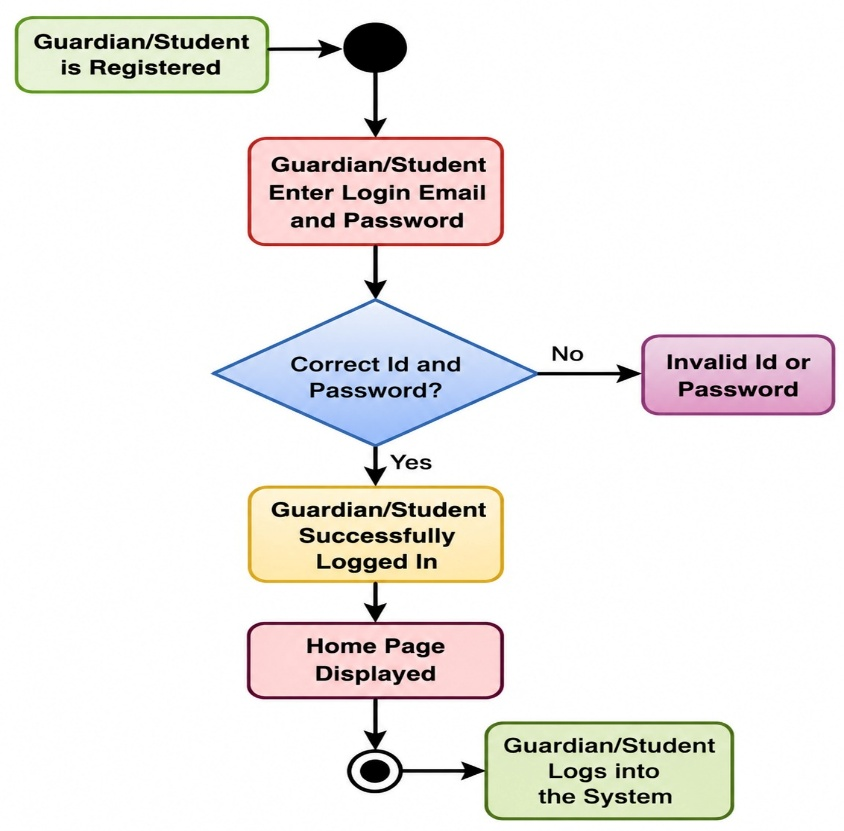 Guardian/Student
is Registered
Guardian/Student
Enter Login Email
and Password
Correct Id and
Password?
No
Invalid Id or
Password
Yes
Guardian/Student
Successfully
Logged In
Home Page
Displayed
Guardian/Student
Logs into
the System